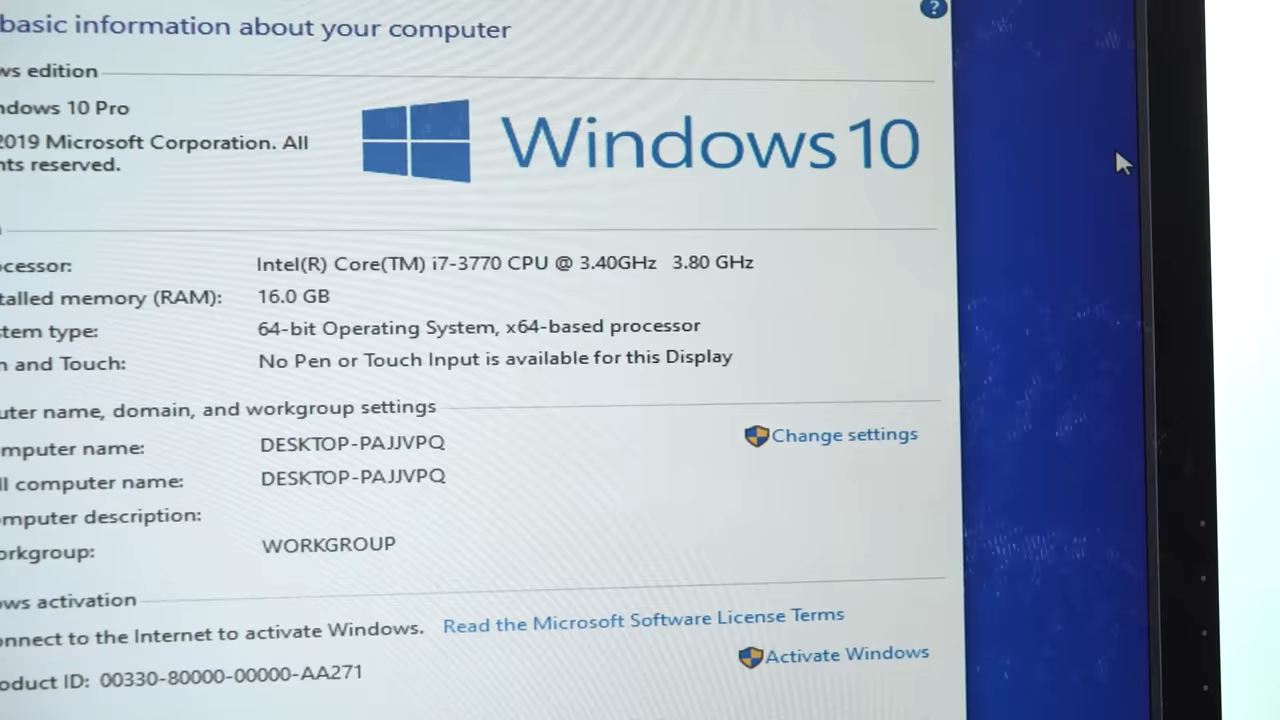 basic information about your computer
?
ws edition
ndows 10 Pro
2019 Microsoft Corporation. All
nts reserved.
Windows 10
cessor: Intel(R) Core(TM) i7-3770 CPU @ 3.40GHz 3.80 GHz
talled memory (RAM): 16.0 GB
tem type: 64-bit Operating System, x64-based processor
n and Touch: No Pen or Touch Input is available for this Display
uter name, domain, and workgroup settings
mputer name: DESKTOP-PAJJVPQ
Change settings
ll computer name: DESKTOP-PAJJVPQ
mputer description:
orkgroup: WORKGROUP
ows activation
onnect to the Internet to activate Windows. Read the Microsoft Software License Terms
oduct ID: 00330-80000-00000-AA271
Activate Windows